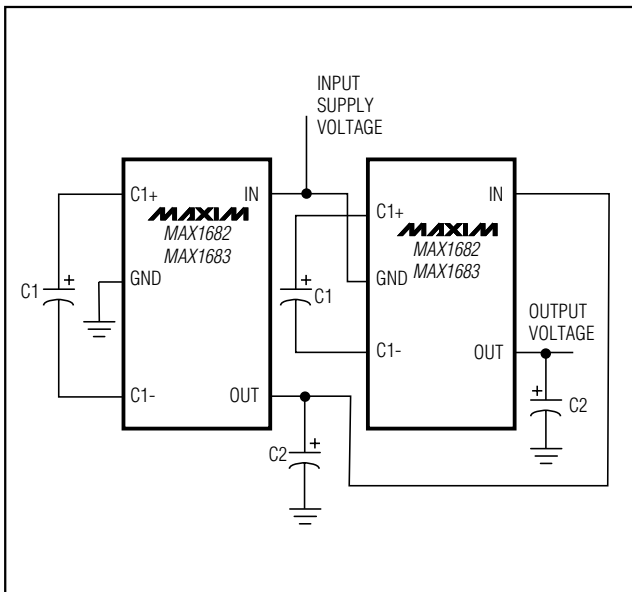 INPUT
SUPPLY
VOLTAGE
C1+
IN
MAXIM
MAX1682
MAX1683
GND
C1
+
C1-
OUT
C2
+
C1+
IN
MAXIM
MAX1682
MAX1683
GND
C1
+
C1-
OUT
OUTPUT
VOLTAGE
+
C2